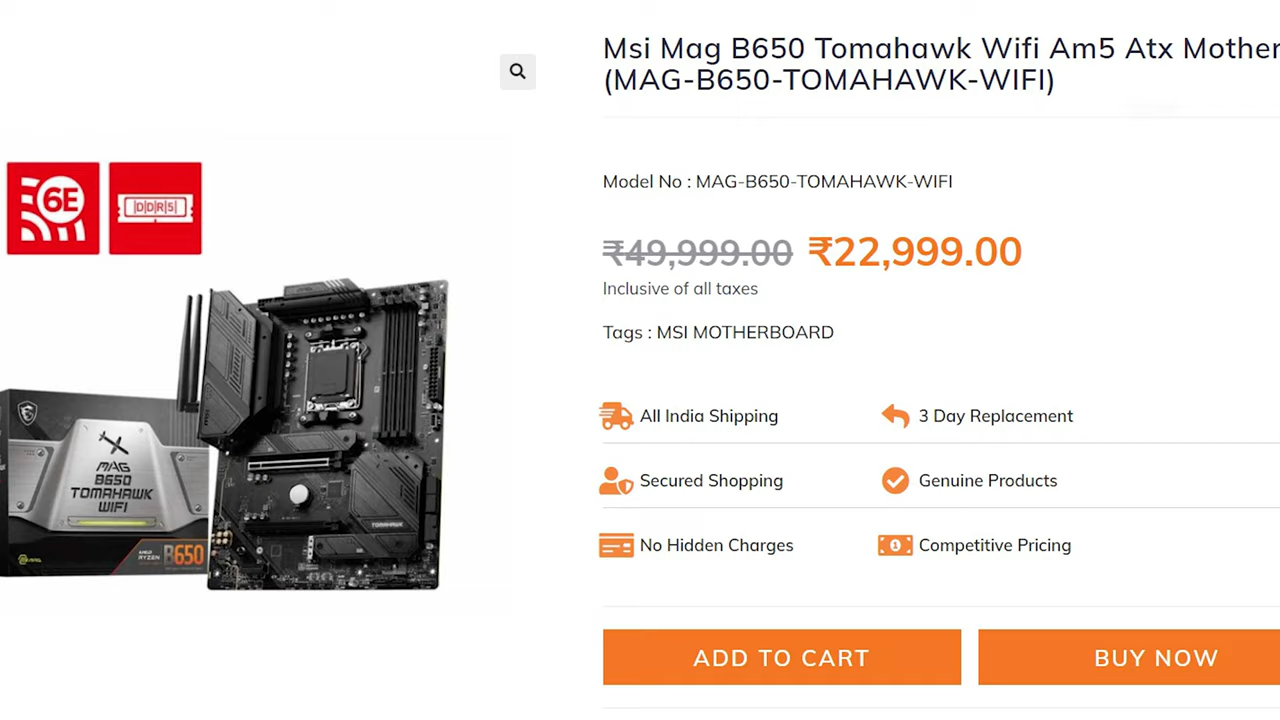 Msi Mag B650 Tomahawk Wifi Am5 Atx Mother
(MAG-B650-TOMAHAWK-WIFI)
6E
DDR5
Model No : MAG-B650-TOMAHAWK-WIFI
₹49,999.00 ₹22,999.00
Inclusive of all taxes
Tags : MSI MOTHERBOARD
All India Shipping
3 Day Replacement
Secured Shopping
Genuine Products
No Hidden Charges
Competitive Pricing
MAG
B650
TOMAHAWK
WIFI
AMD
RYZEN
B650
TOMAHAWK
ADD TO CART
BUY NOW